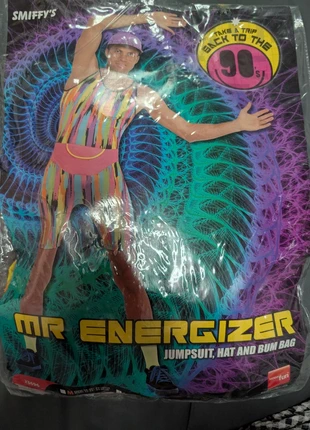 SMIFFY'S
TAKE A TRIP
BACK TO THE
90s!
MR ENERGIZER
JUMPSUIT, HAT AND BUM BAG